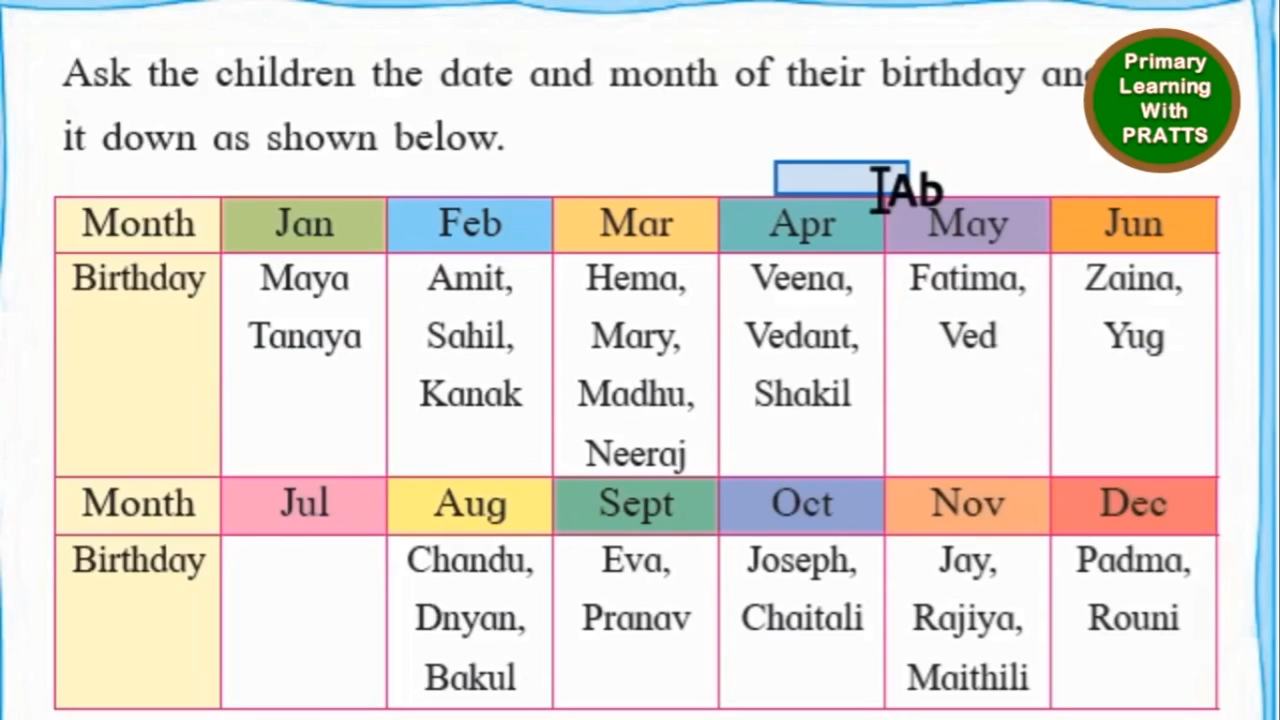 Ask the children the date and month of their birthday and
it down as shown below.
Primary
Learning
With
PRATTS
Ab
Month Jan Feb Mar Apr May Jun
Birthday Maya Amit, Hema, Veena, Fatima, Zaina,
Tanaya Sahil, Mary, Vedant, Ved Yug
Kanak Madhu, Shakil
Neeraj
Month Jul Aug Sept Oct Nov Dec
Birthday Chandu, Eva, Joseph, Jay, Padma,
Dnyan, Pranav Chaitali Rajiya, Rouni
Bakul Maithili